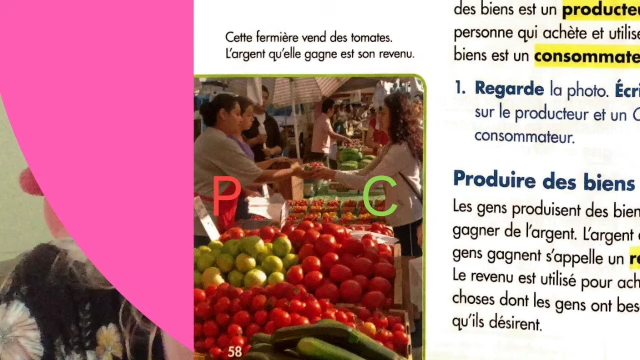 Cette fermière vend des tomates.
L'argent qu'elle gagne est son revenu.
P
C
58
des biens est un
personne qui achète et utilise
biens est un
1. Regarde la photo. Écri
sur le producteur et un C
consommateur.
Produire des biens
Les gens produisent des bien
gagner de l'argent. L'argent
gens gagnent s'appelle un
Le revenu est utilisé pour ach
choses dont les gens ont bes
qu'ils désirent.